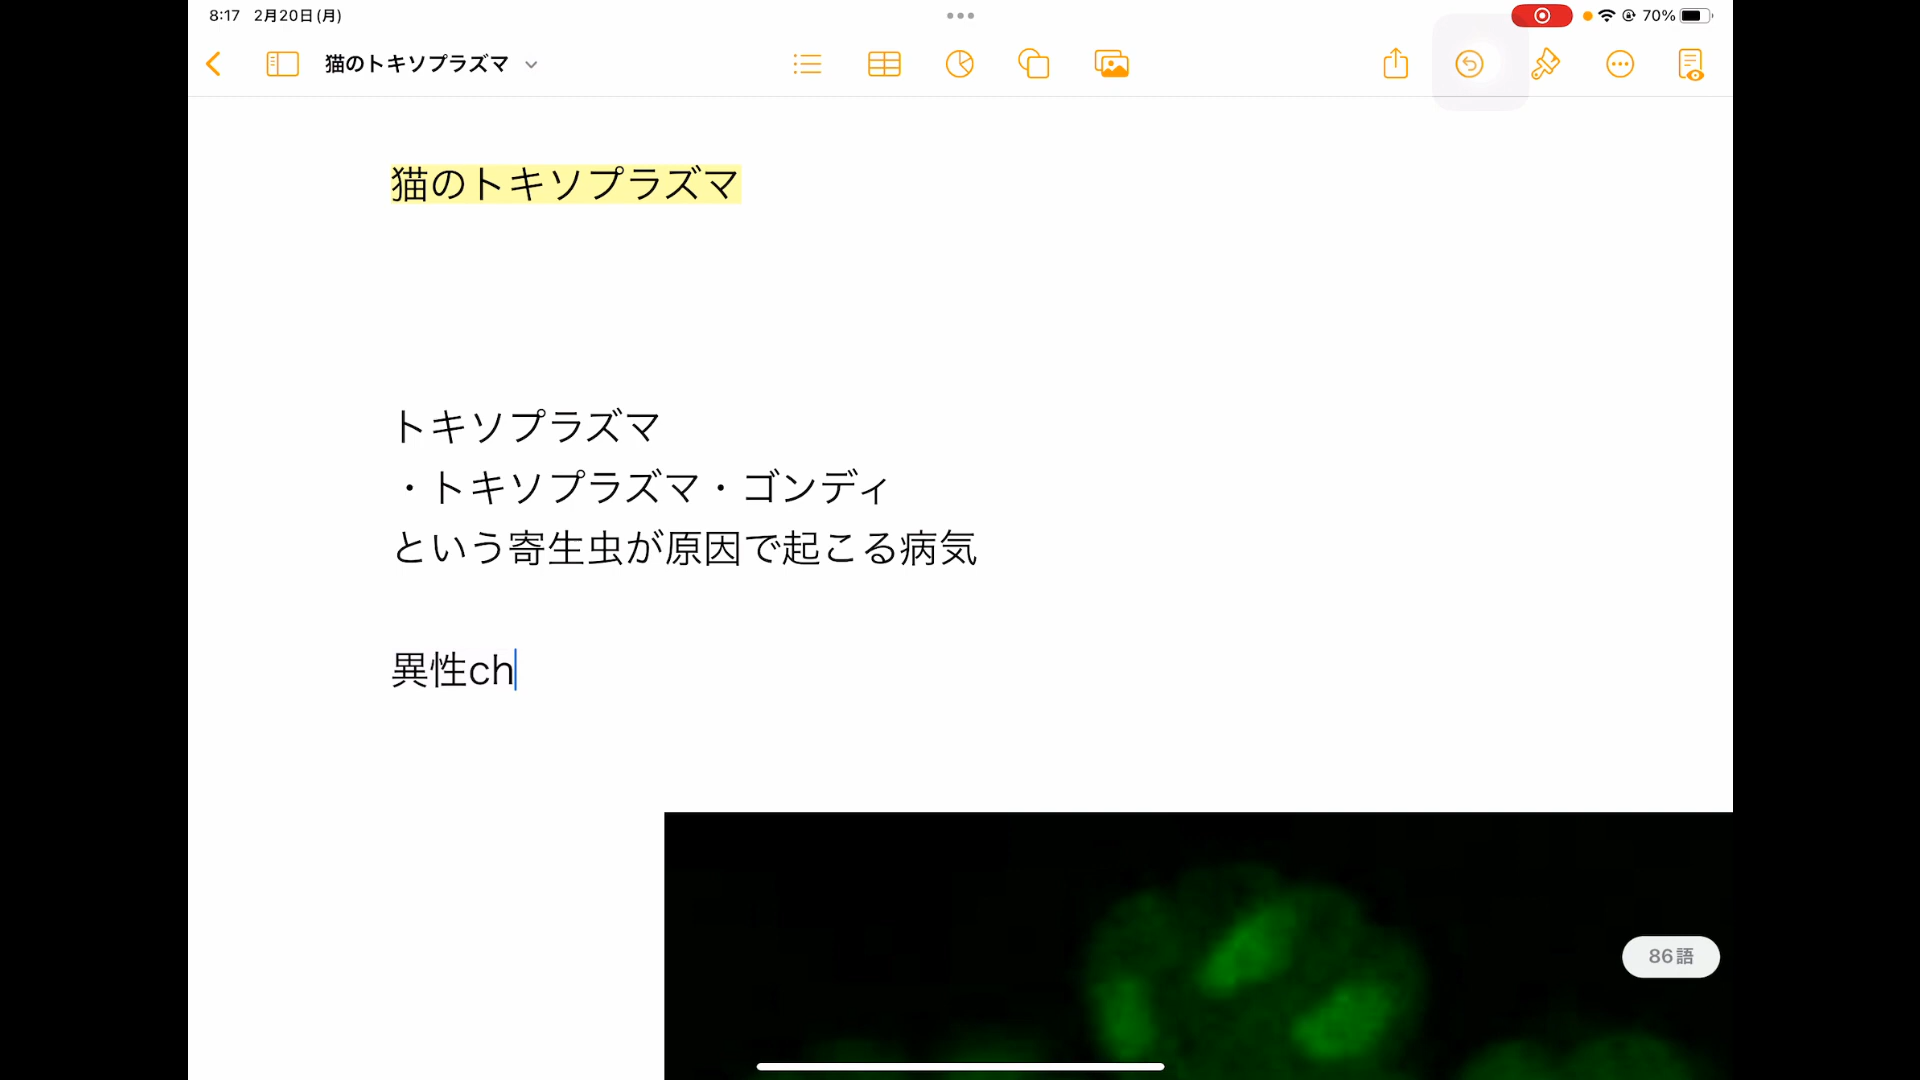 8:17 2月20日(月)
70%
猫のトキソプラズマ
猫のトキソプラズマ
トキソプラズマ
・トキソプラズマ・ゴンディ
という寄生虫が原因で起こる病気
異性ch
86語